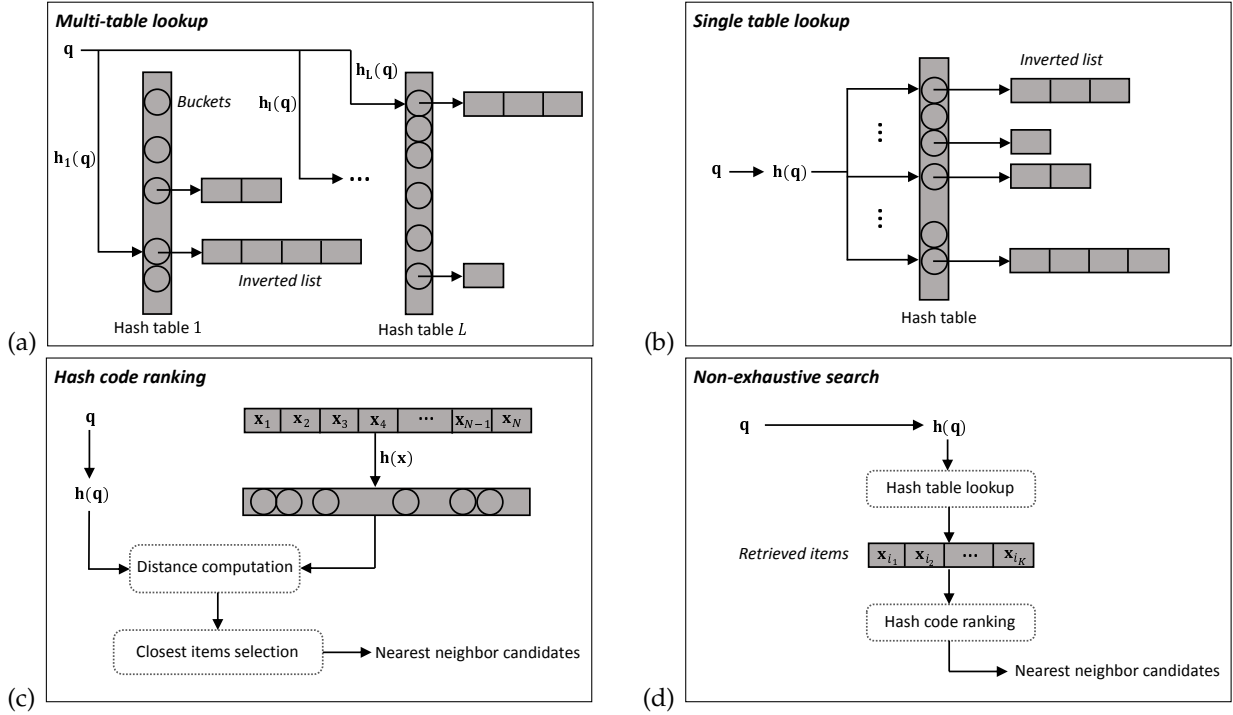 Multi-table lookup
q
h_L(q)
Buckets
h_l(q)
h_1(q)
...
Inverted list
Hash table 1
Hash table L
(a)
Single table lookup
Inverted list
⋮
q
h(q)
⋮
Hash table
(b)
Hash code ranking
q
x_1 x_2 x_3 x_4 ... x_{N−1} x_N
h(x)
h(q)
Distance computation
Closest items selection
Nearest neighbor candidates
(c)
Non-exhaustive search
q
h(q)
Hash table lookup
Retrieved items
x_{i_1} x_{i_2} ... x_{i_K}
Hash code ranking
Nearest neighbor candidates
(d)